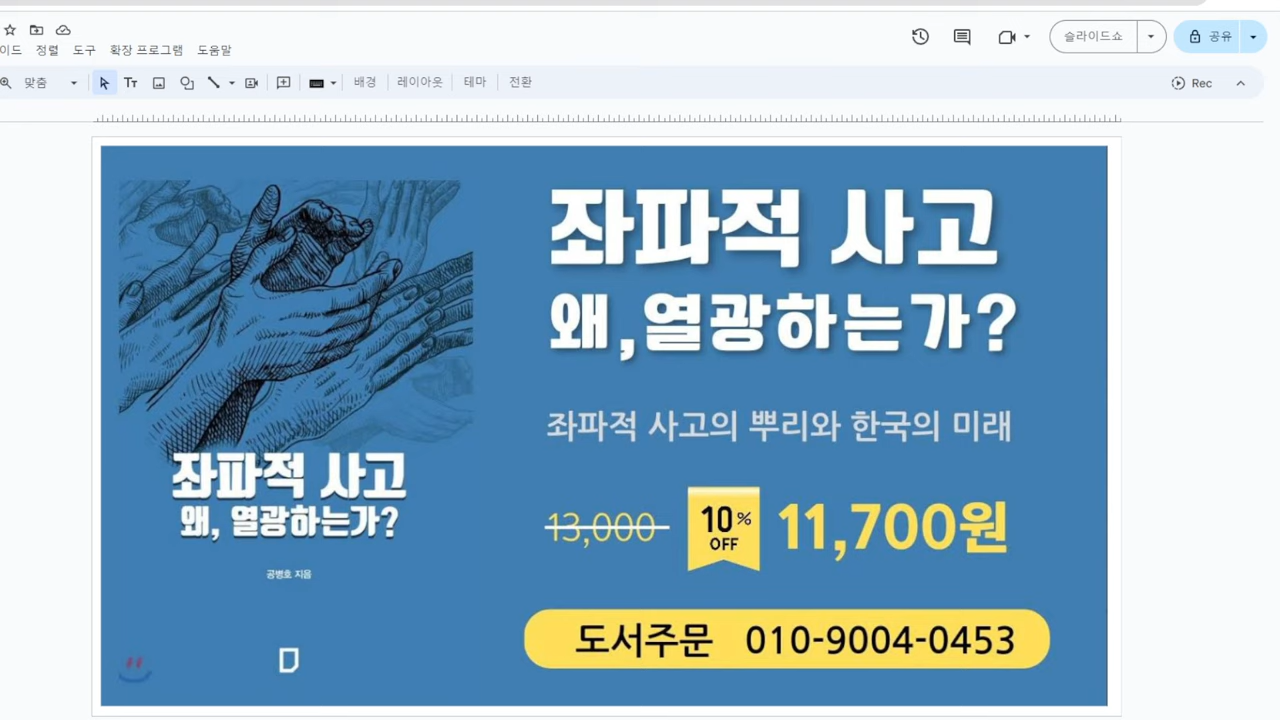 이드 정렬 도구 확장 프로그램 도움말
슬라이드쇼
공유
맞춤
배경 레이아웃 테마 전환
Rec
좌파적 사고
왜,열광하는가?
좌파적 사고의 뿌리와 한국의 미래
13,000
10%
OFF
11,700원
도서주문 010-9004-0453
좌파적 사고
왜, 열광하는가?
공병호 지음